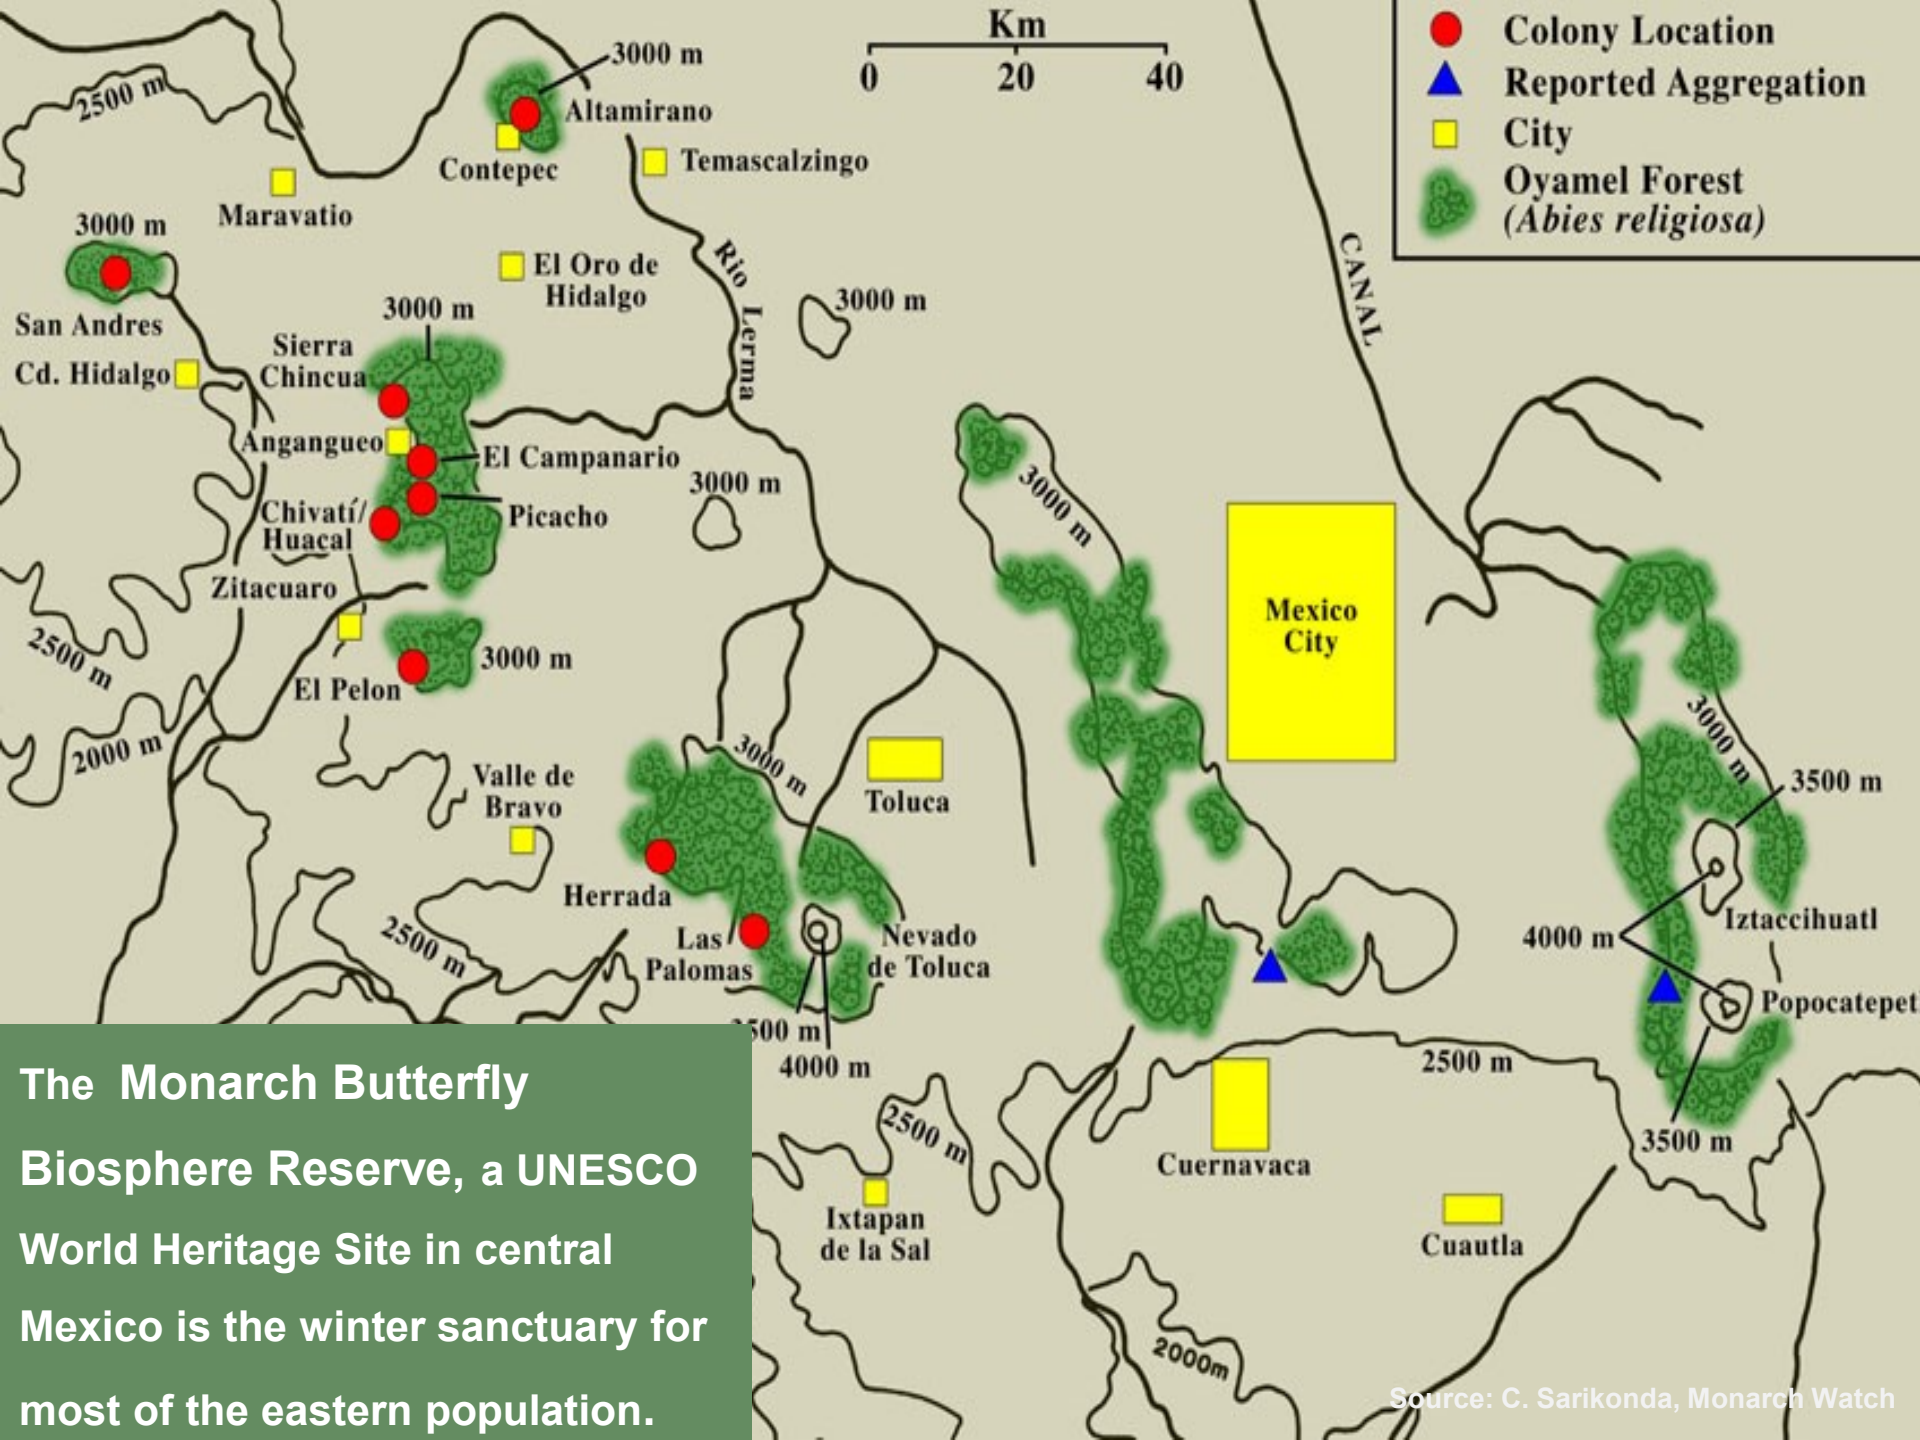 Km
0 20 40
Colony Location
Reported Aggregation
City
Oyamel Forest
(Abies religiosa)
3000 m
2500 m
Altamirano
Contepec
Temascalzingo
Maravatio
3000 m
San Andres
El Oro de
Hidalgo
Rio Lerma
3000 m
CANAL
3000 m
Sierra
Chincua
Cd. Hidalgo
Angangueo
El Campanario
3000 m
3000 m
Chivatí/
Huacal
Picacho
Zitacuaro
Mexico
City
2500 m
3000 m
El Pelon
2000 m
3000 m
3000 m
3500 m
Valle de
Bravo
Toluca
Herrada
2500 m
Las
Palomas
Nevado
de Toluca
Iztaccihuatl
4000 m
Popocatepet
500 m
4000 m
2500 m
2500 m
3500 m
Cuernavaca
Ixtapan
de la Sal
Cuautla
2000m
The Monarch Butterfly
Biosphere Reserve, a UNESCO
World Heritage Site in central
Mexico is the winter sanctuary for
most of the eastern population.
Source: C. Sarikonda, Monarch Watch